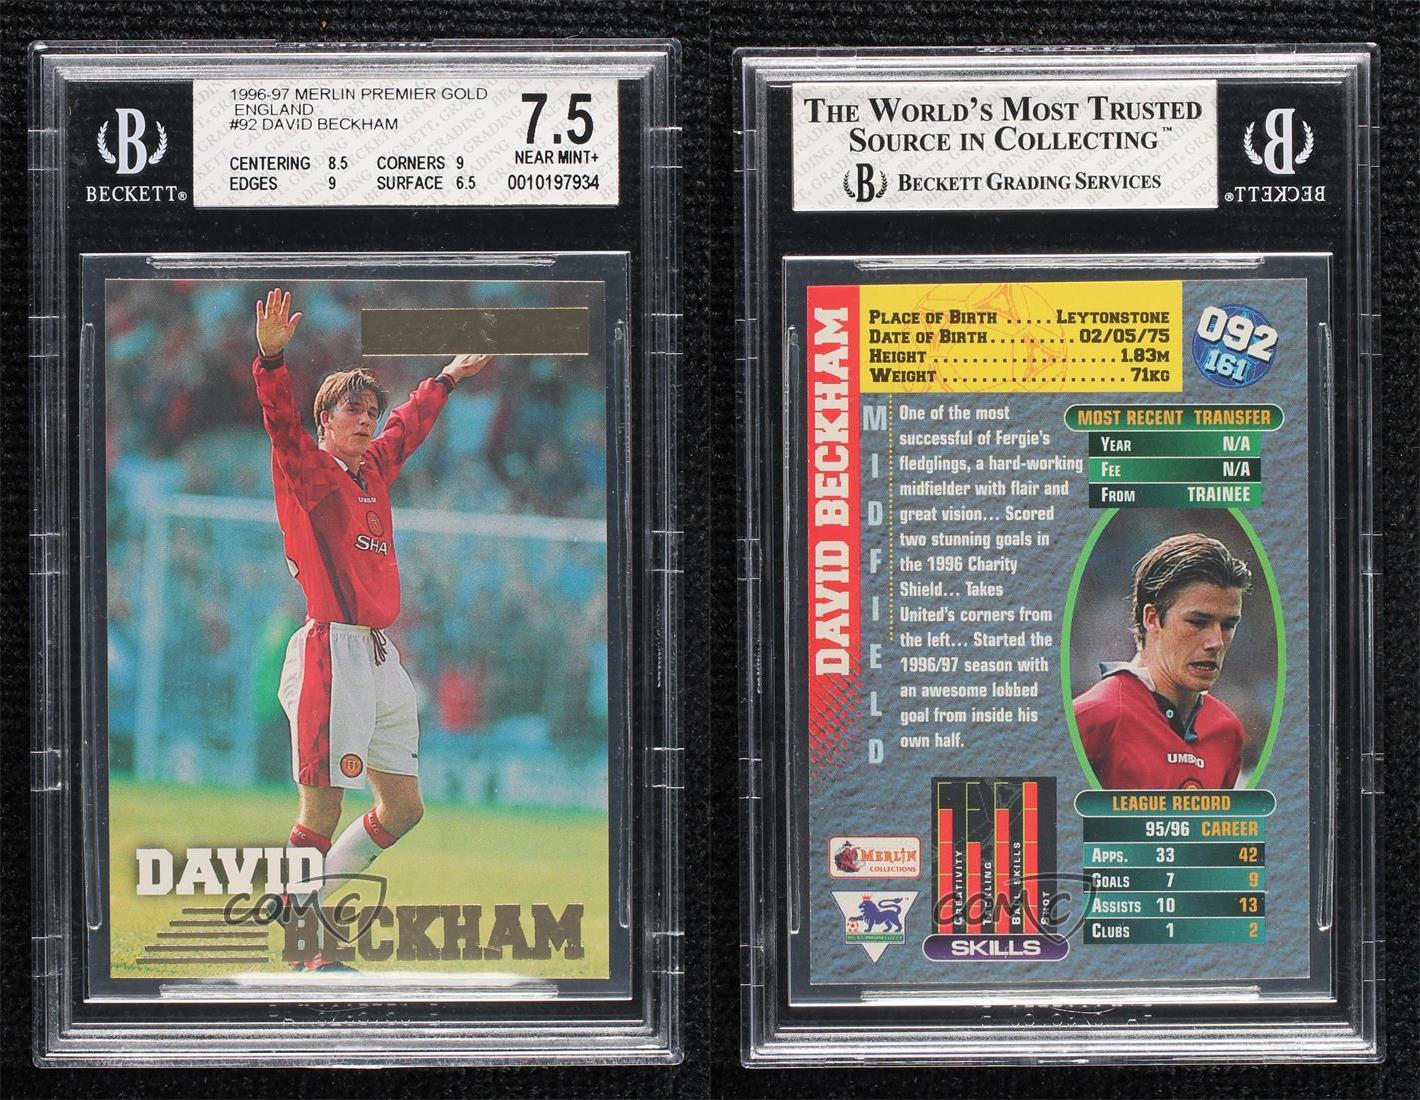 1996-97 MERLIN PREMIER GOLD
ENGLAND
#92 DAVID BECKHAM
7.5
NEAR MINT+
0010197934
CENTERING 8.5 CORNERS 9
EDGES 9 SURFACE 6.5
B
BECKETT®
UMBRO
SHA
DAVID
BECKHAM
COMC
THE WORLD'S MOST TRUSTED
SOURCE IN COLLECTING™
B BECKETT GRADING SERVICES
B
BECKETT®
DAVID BECKHAM
PLACE OF BIRTH ..... LEYTONSTONE
DATE OF BIRTH......... 02/05/75
HEIGHT .................... 1.83M
WEIGHT ...................... 71KG
092
161
MIDFIELD
One of the most
successful of Fergie's
fledglings, a hard-working
midfielder with flair and
great vision... Scored
two stunning goals in
the 1996 Charity
Shield... Takes
United's corners from
the left... Started the
1996/97 season with
an awesome lobbed
goal from inside his
own half.
MOST RECENT TRANSFER
YEAR N/A
FEE N/A
FROM TRAINEE
UMBRO
LEAGUE RECORD
95/96 CAREER
APPS. 33 42
GOALS 7 9
ASSISTS 10 13
CLUBS 1 2
MERLIN
COLLECTIONS
CREATIVITY
TACKLING
BALL SKILLS
SHOT
SKILLS
COMC